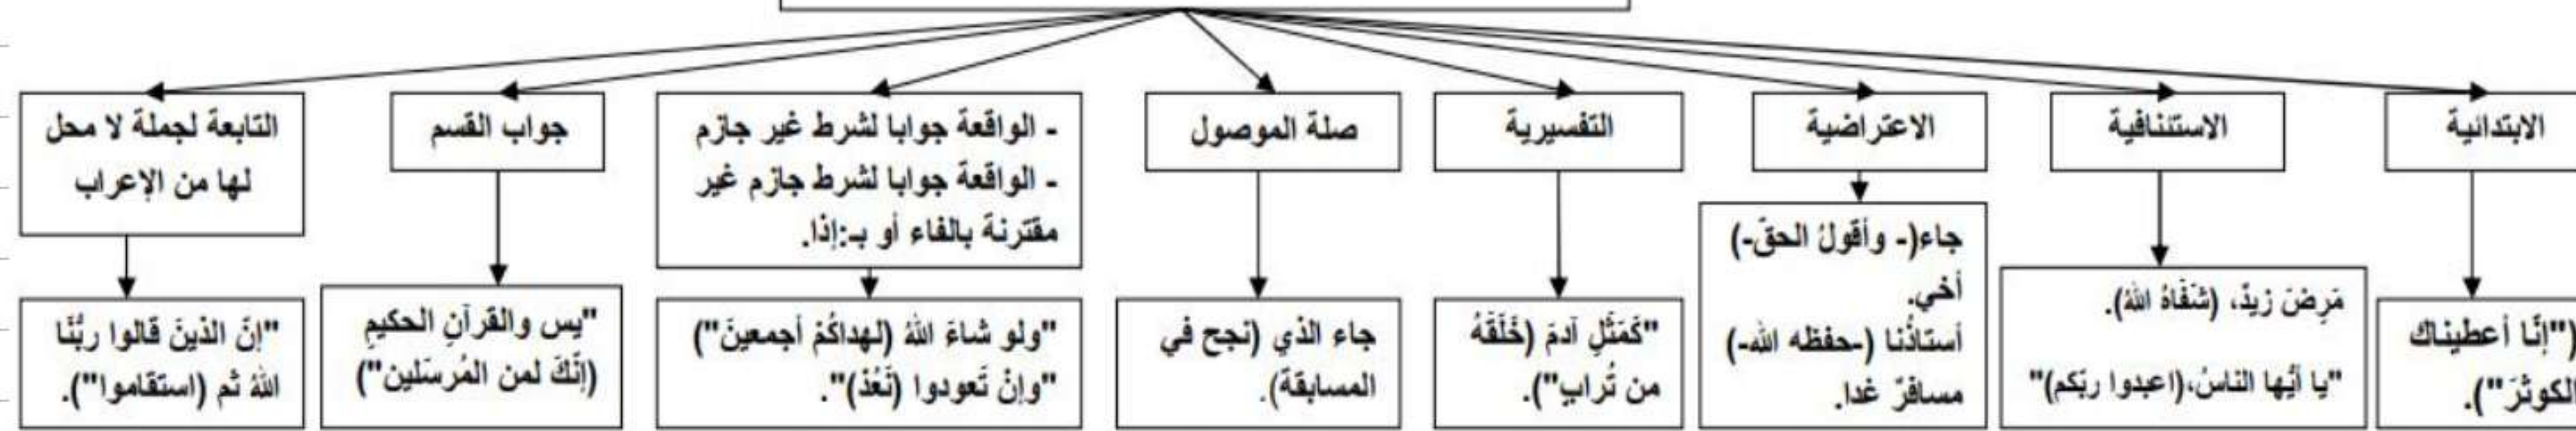 الابتدائية
("إنّا أعطيناك
الكوثرَ").
الاستئنافية
مَرِضَ زيدٌ، (شَفَاهُ اللهُ).
"يا أيُّها الناسُ،(اعبدوا ربّكم)"
الاعتراضية
جاء(- وأقولُ الحقّ-)
أخي.
أستاذُنا (-حفظه الله-)
مسافرٌ غدا.
التفسيرية
"كَمَثَلِ آدمَ (خَلَقَهُ
من تُرابٍ").
صلة الموصول
جاء الذي (نجح في
المسابقة).
- الواقعة جوابا لشرط غير جازم
- الواقعة جوابا لشرط جازم غير
مقترنة بالفاء أو بـ:إذا.
"ولو شاءَ اللهُ (لهداكُمْ أجمعينَ")
"وإنْ تَعودوا (نَعُدْ)".
جواب القسم
"يس والقرآنِ الحكيمِ
(إنّكَ لمن المُرسَلين")
التابعة لجملة لا محل
لها من الإعراب
"إنّ الذينَ قالوا ربُّنَا
اللهُ ثم (استقاموا").